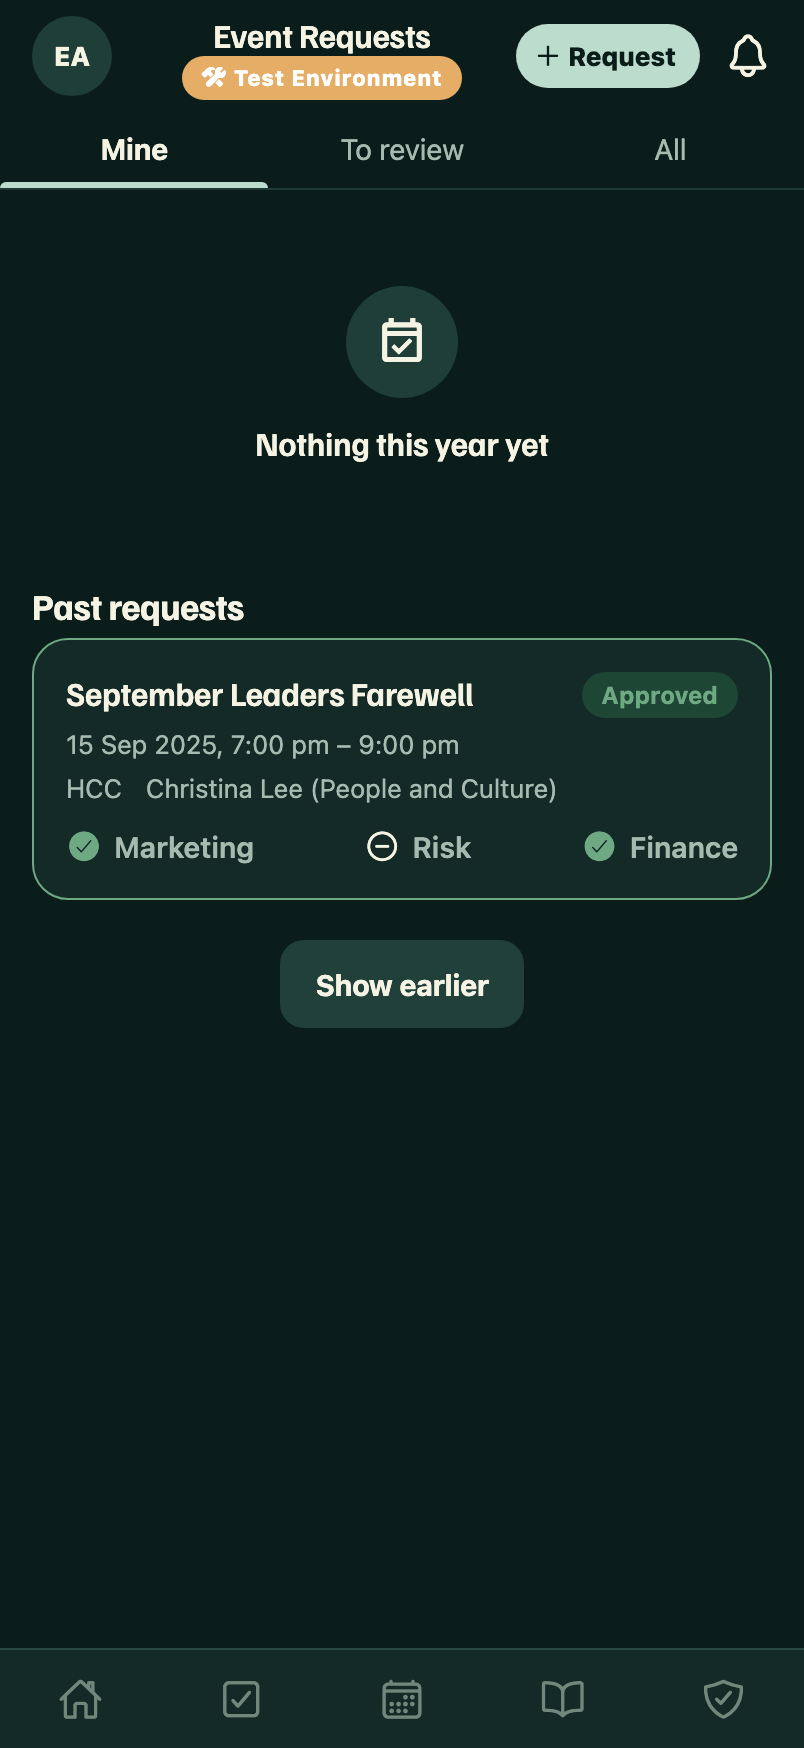 EA
Event Requests
🛠 Test Environment
+ Request
Mine
To review
All
Nothing this year yet
Past requests
September Leaders Farewell
Approved
15 Sep 2025, 7:00 pm – 9:00 pm
HCC Christina Lee (People and Culture)
Marketing
Risk
Finance
Show earlier